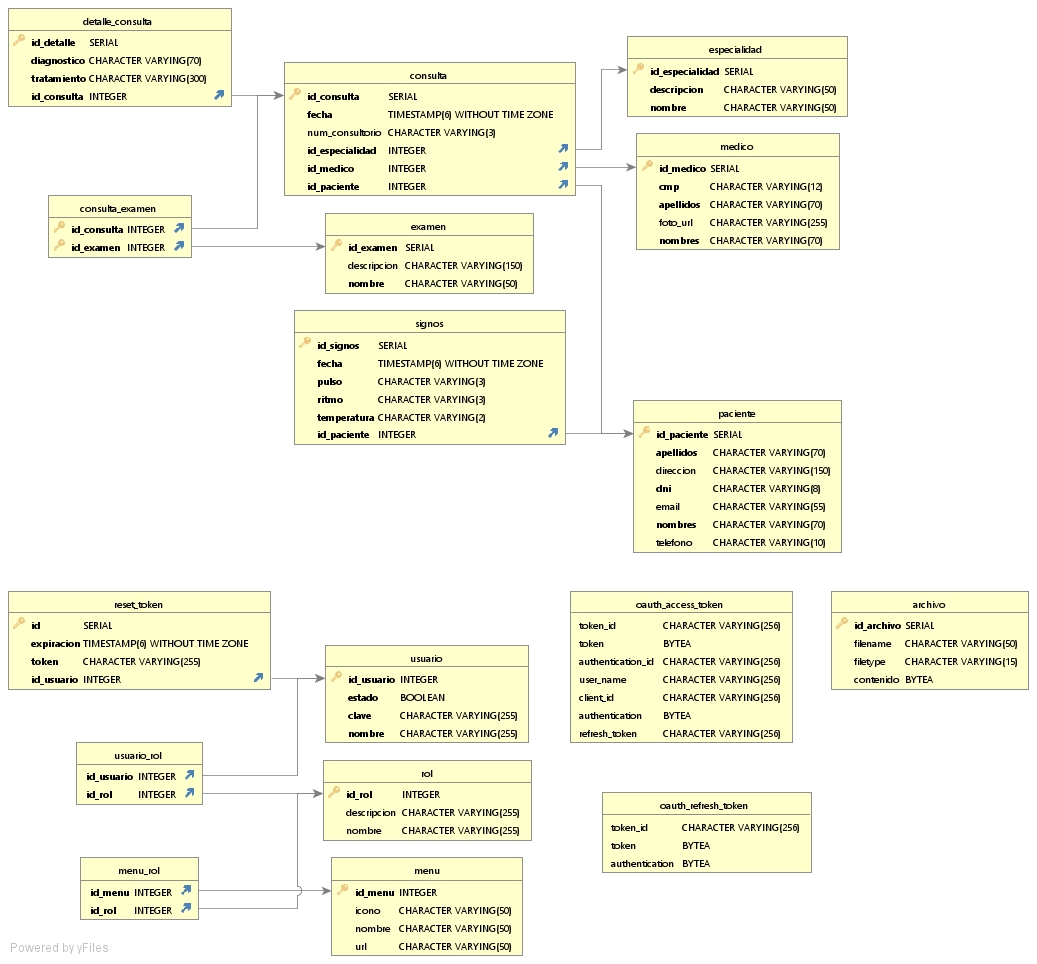 detalle_consulta
id_detalle SERIAL
diagnostico CHARACTER VARYING(70)
tratamiento CHARACTER VARYING(300)
id_consulta INTEGER
consulta
id_consulta SERIAL
fecha TIMESTAMP(6) WITHOUT TIME ZONE
num_consultorio CHARACTER VARYING(3)
id_especialidad INTEGER
id_medico INTEGER
id_paciente INTEGER
especialidad
id_especialidad SERIAL
descripcion CHARACTER VARYING(50)
nombre CHARACTER VARYING(50)
medico
id_medico SERIAL
cmp CHARACTER VARYING(12)
apellidos CHARACTER VARYING(70)
foto_url CHARACTER VARYING(255)
nombres CHARACTER VARYING(70)
consulta_examen
id_consulta INTEGER
id_examen INTEGER
examen
id_examen SERIAL
descripcion CHARACTER VARYING(150)
nombre CHARACTER VARYING(50)
signos
id_signos SERIAL
fecha TIMESTAMP(6) WITHOUT TIME ZONE
pulso CHARACTER VARYING(3)
ritmo CHARACTER VARYING(3)
temperatura CHARACTER VARYING(2)
id_paciente INTEGER
paciente
id_paciente SERIAL
apellidos CHARACTER VARYING(70)
direccion CHARACTER VARYING(150)
dni CHARACTER VARYING(8)
email CHARACTER VARYING(55)
nombres CHARACTER VARYING(70)
telefono CHARACTER VARYING(10)
reset_token
id SERIAL
expiracion TIMESTAMP(6) WITHOUT TIME ZONE
token CHARACTER VARYING(255)
id_usuario INTEGER
usuario
id_usuario INTEGER
estado BOOLEAN
clave CHARACTER VARYING(255)
nombre CHARACTER VARYING(255)
oauth_access_token
token_id CHARACTER VARYING(256)
token BYTEA
authentication_id CHARACTER VARYING(256)
user_name CHARACTER VARYING(256)
client_id CHARACTER VARYING(256)
authentication BYTEA
refresh_token CHARACTER VARYING(256)
archivo
id_archivo SERIAL
filename CHARACTER VARYING(50)
filetype CHARACTER VARYING(15)
contenido BYTEA
usuario_rol
id_usuario INTEGER
id_rol INTEGER
rol
id_rol INTEGER
descripcion CHARACTER VARYING(255)
nombre CHARACTER VARYING(255)
oauth_refresh_token
token_id CHARACTER VARYING(256)
token BYTEA
authentication BYTEA
menu_rol
id_menu INTEGER
id_rol INTEGER
menu
id_menu INTEGER
icono CHARACTER VARYING(50)
nombre CHARACTER VARYING(50)
url CHARACTER VARYING(50)
Powered by yFiles